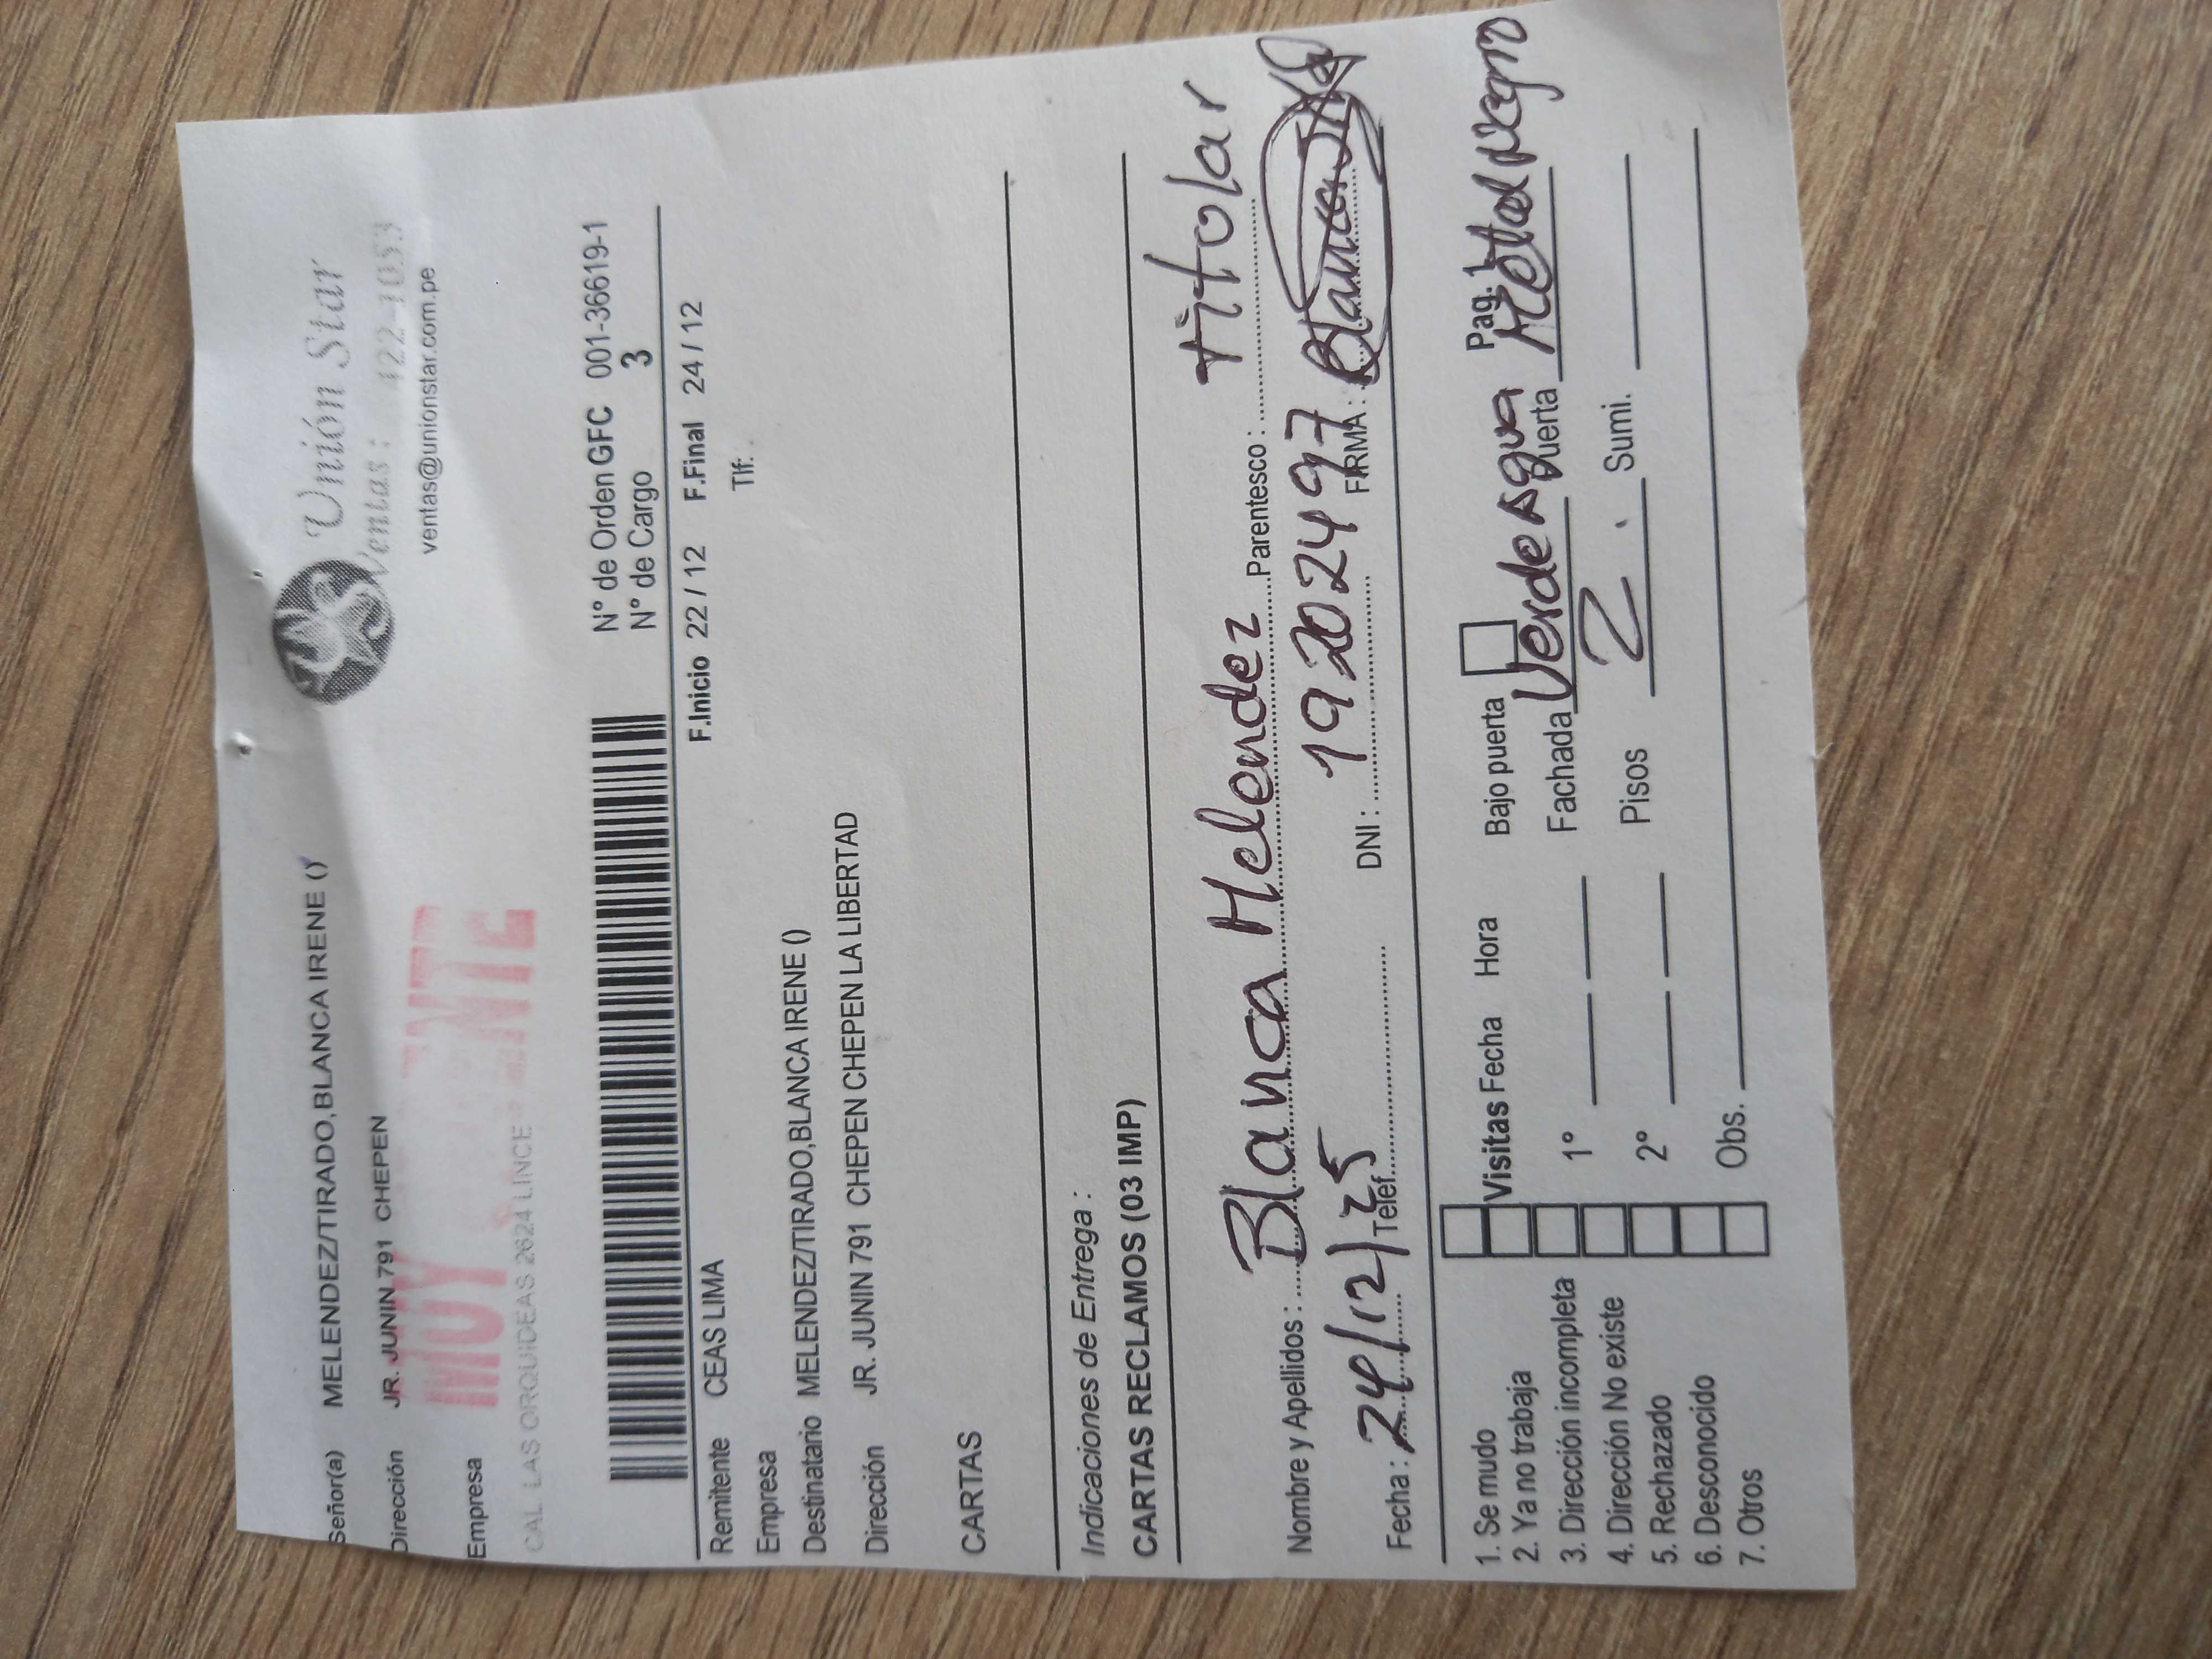 Unión Star
Ventas : 422-1053
ventas@unionstar.com.pe
Señor(a) MELENDEZ/TIRADO,BLANCA IRENE ()
Dirección JR. JUNIN 791 CHEPEN
MUY
Empresa
CAL LAS ORQUIDEAS 2624 LINCE
N° de Orden GFC 001-36619-1
N° de Cargo 3
F.Inicio 22 / 12 F.Final 24 / 12
Remitente CEAS LIMA
Tlf:
Empresa
Destinatario MELENDEZ/TIRADO,BLANCA IRENE ()
Dirección JR. JUNIN 791 CHEPEN CHEPEN LA LIBERTAD
CARTAS
Indicaciones de Entrega :
CARTAS RECLAMOS (03 IMP)
Nombre y Apellidos : Blanca Melendez Parentesco : titolar
Fecha : 24/12/25 Telef. DNI : 19202497 FIRMA : Blanca
1. Se mudo
2. Ya no trabaja
3. Dirección incompleta
4. Dirección No existe
5. Rechazado
6. Desconocido
7. Otros
Visitas Fecha Hora
1°
2°
Obs.
Bajo puerta Pag. 1
Fachada Verde Agua Puerta Metal Negro
Pisos 2 Sumi.